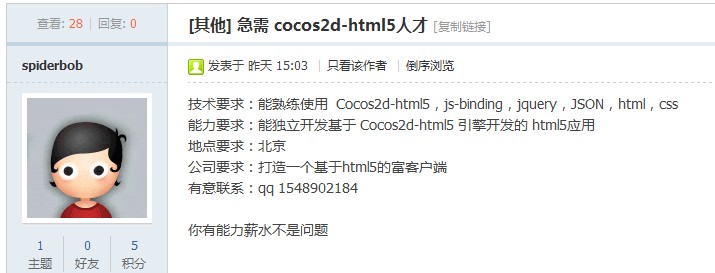 查看: 28 | 回复: 0
[其他] 急需 cocos2d-html5人才 [复制链接]
spiderbob
发表于 昨天 15:03 | 只看该作者 | 倒序浏览
技术要求：能熟练使用 Cocos2d-html5，js-binding，jquery，JSON，html，css
能力要求：能独立开发基于 Cocos2d-html5 引擎开发的 html5应用
地点要求：北京
公司要求：打造一个基于html5的富客户端
有意联系：qq 1548902184
你有能力薪水不是问题
1 0 5
主题 好友 积分